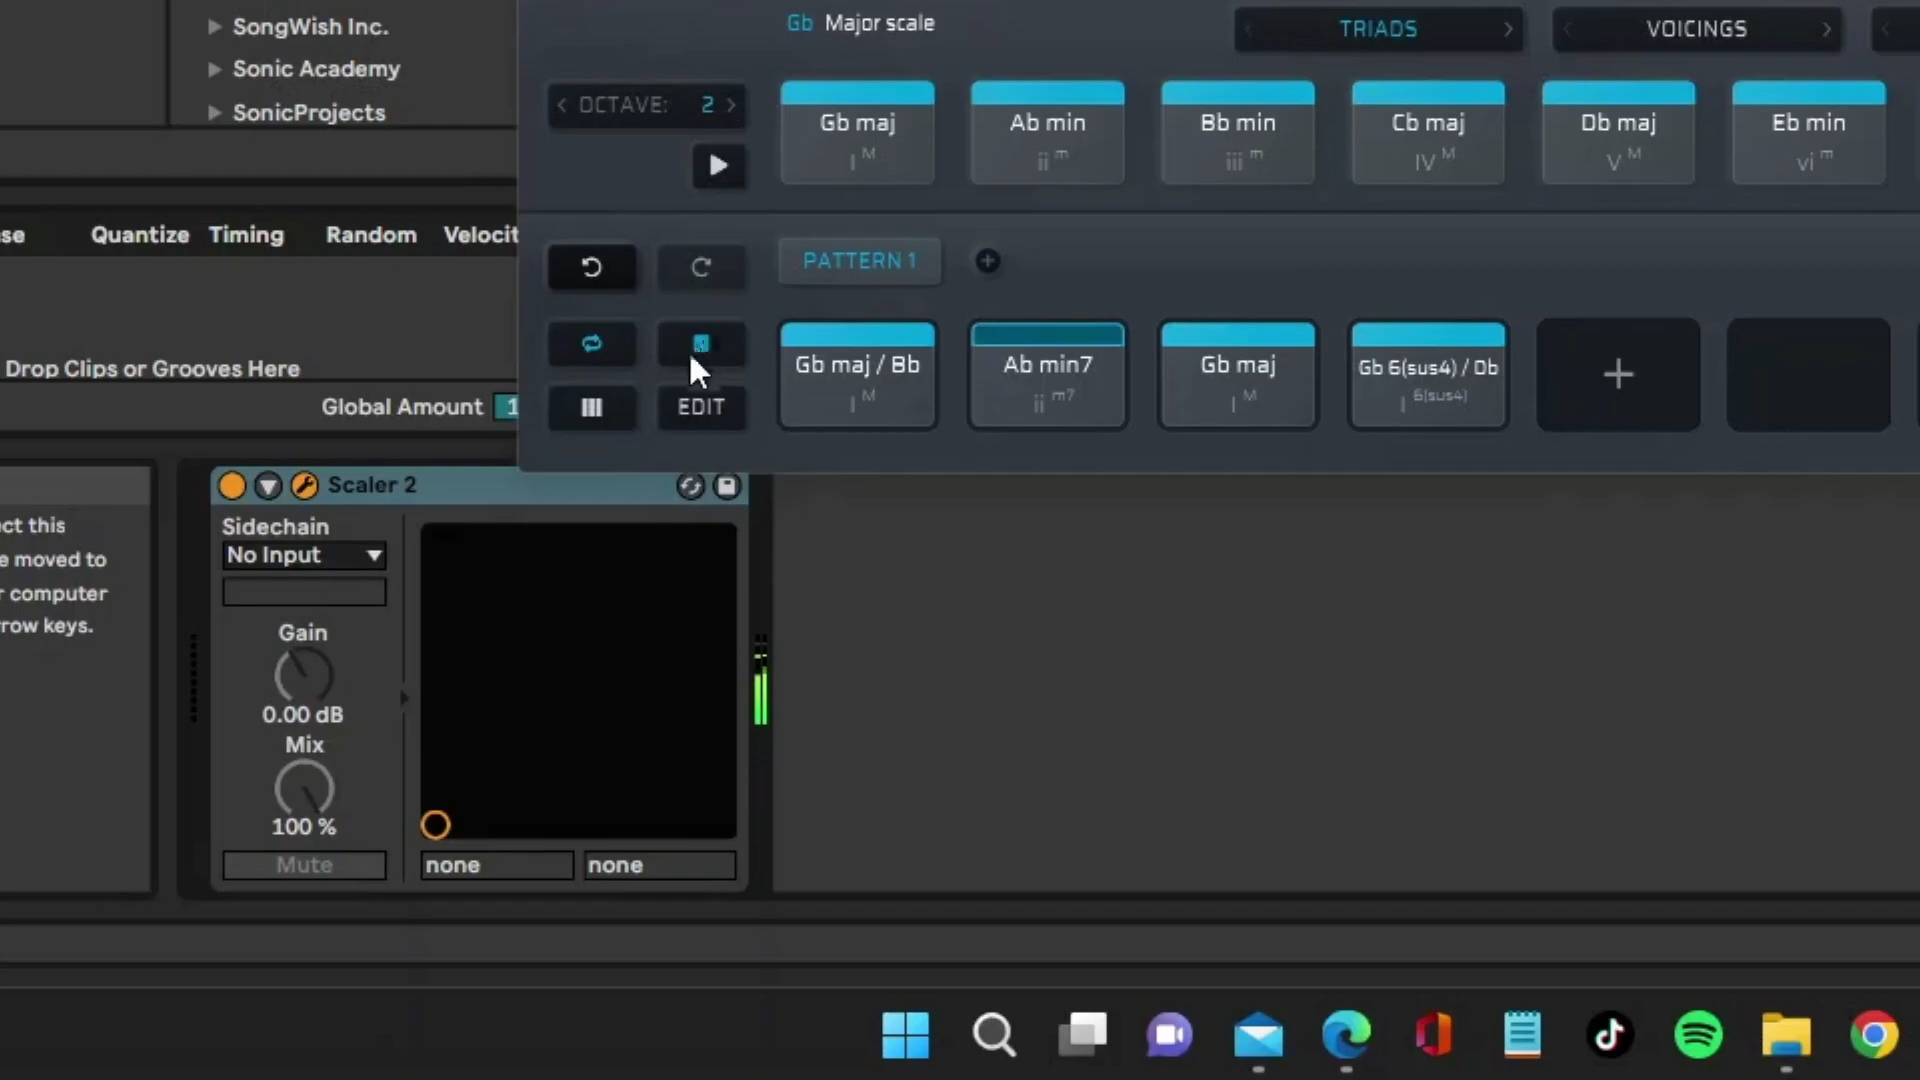 SongWish Inc.
Sonic Academy
SonicProjects
Gb Major scale
TRIADS
VOICINGS
OCTAVE: 2
Gb maj
I M
Ab min
ii m
Bb min
iii m
Cb maj
IV M
Db maj
V M
Eb min
vi m
se Quantize Timing Random Velocit
PATTERN 1
Drop Clips or Grooves Here
Global Amount 1
EDIT
Gb maj / Bb
I M
Ab min7
ii m7
Gb maj
I M
Gb 6(sus4) / Db
I 6(sus4)
ct this
e moved to
r computer
row keys.
Scaler 2
Sidechain
No Input
Gain
0.00 dB
Mix
100 %
Mute
none
none